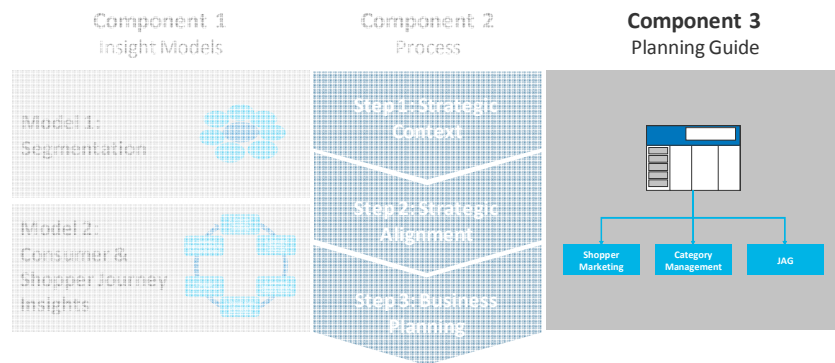 Component 1
Insight Models
Component 2
Process
Component 3
Planning Guide
Model 1:
Segmentation
Model 2:
Consumer &
Shopper Journey
Insights
Step 1: Strategic
Context
Step 2: Strategic
Alignment
Step 3: Business
Planning
Shopper
Marketing
Category
Management
JAG